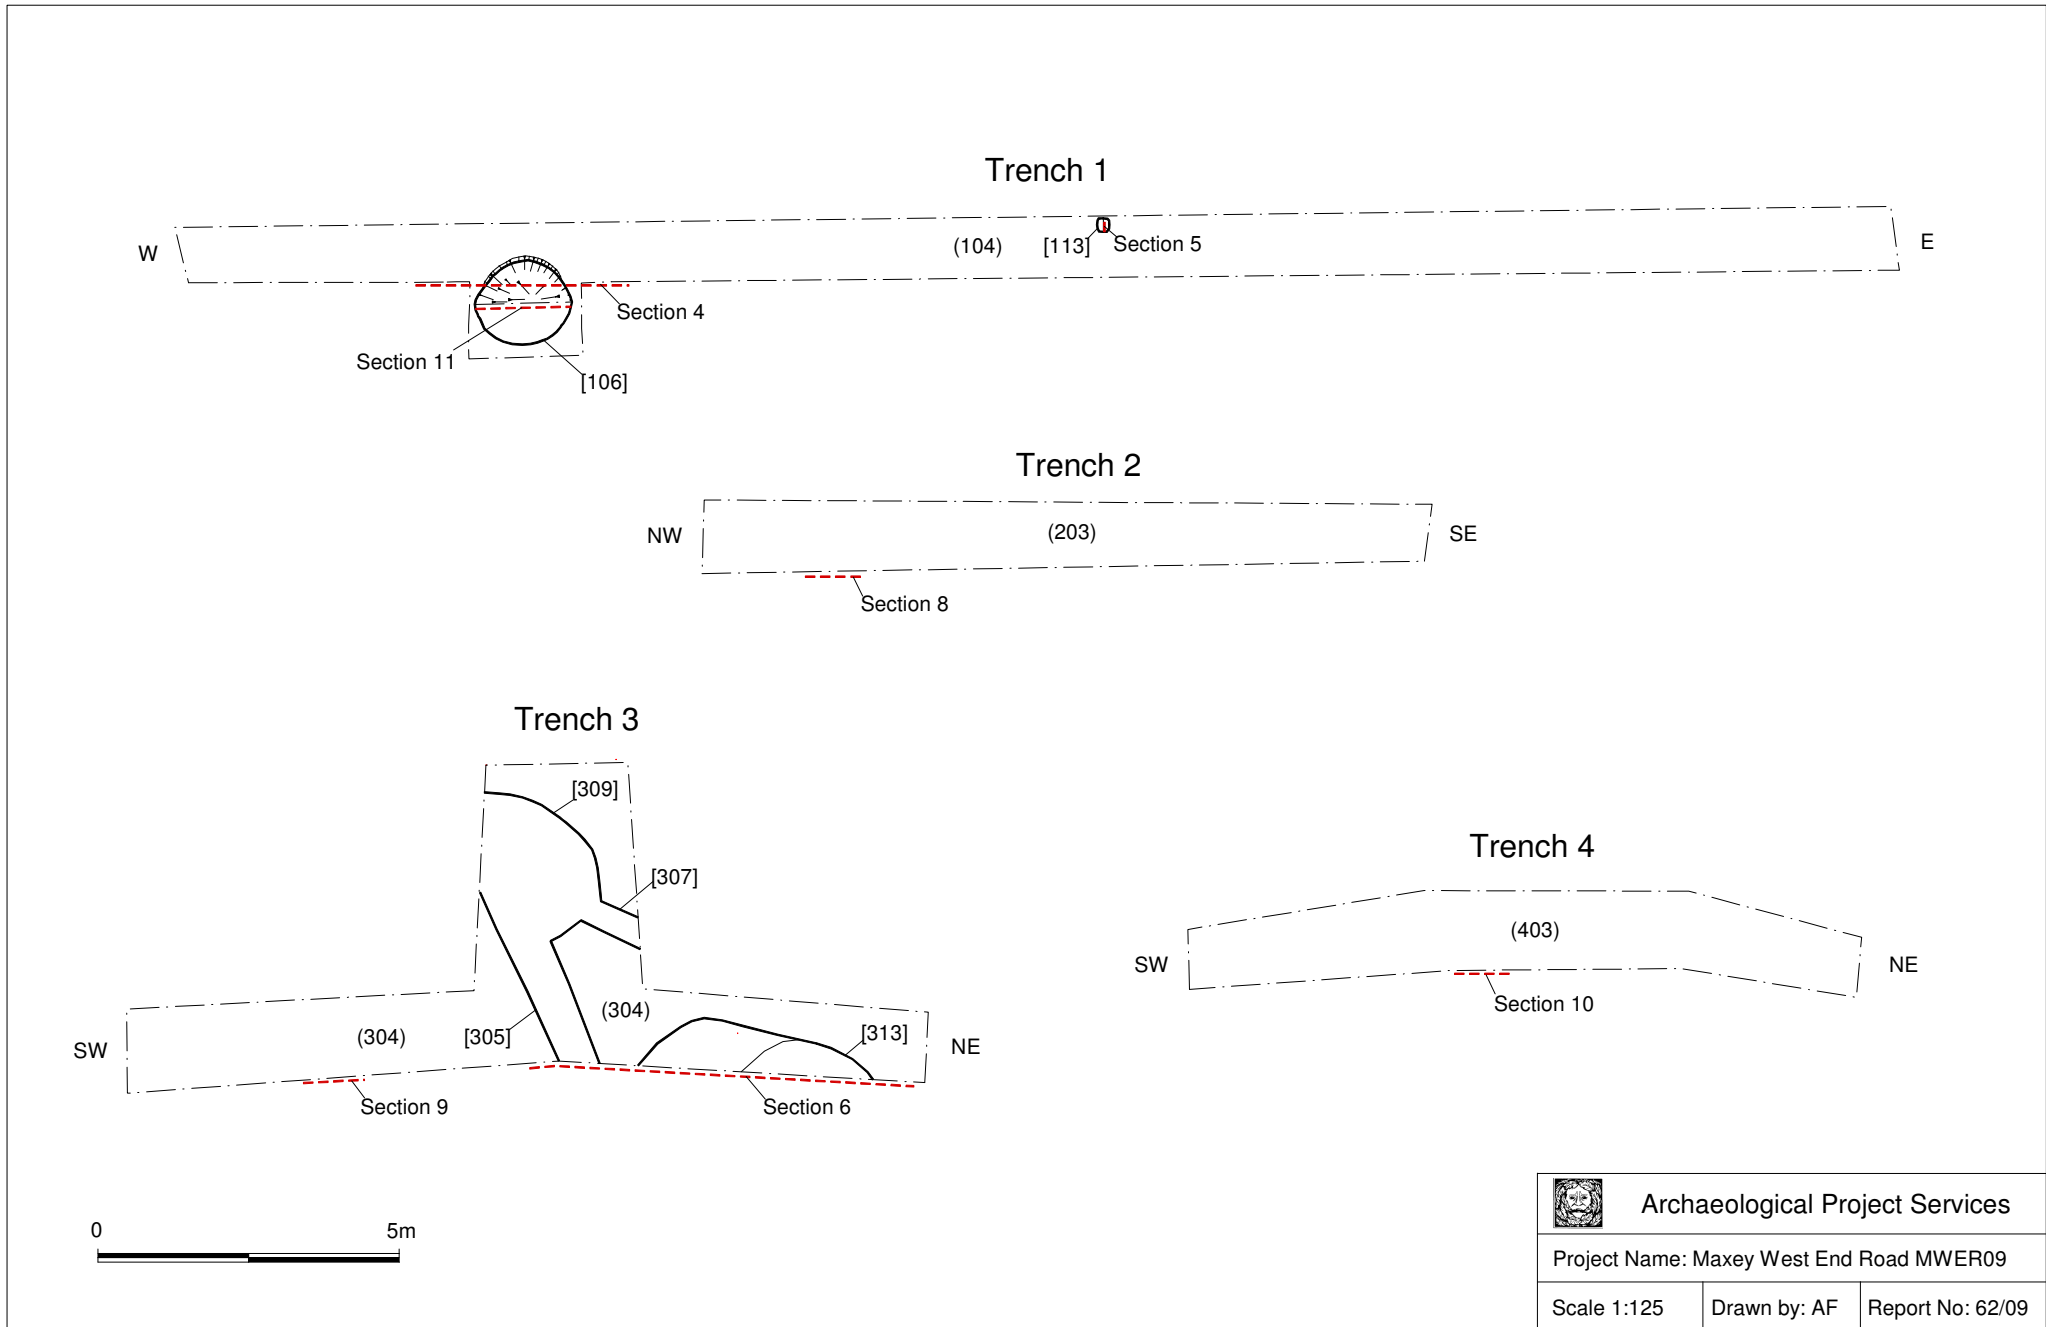 Trench 1
W
(104)
[113]
Section 5
E
Section 4
Section 11
[106]
Trench 2
NW
(203)
SE
Section 8
Trench 3
[309]
[307]
(304)
[305]
(304)
[313]
SW
NE
Section 9
Section 6
Trench 4
(403)
SW
NE
Section 10
0
5m
Archaeological Project Services
Project Name: Maxey West End Road MWER09
Scale 1:125
Drawn by: AF
Report No: 62/09